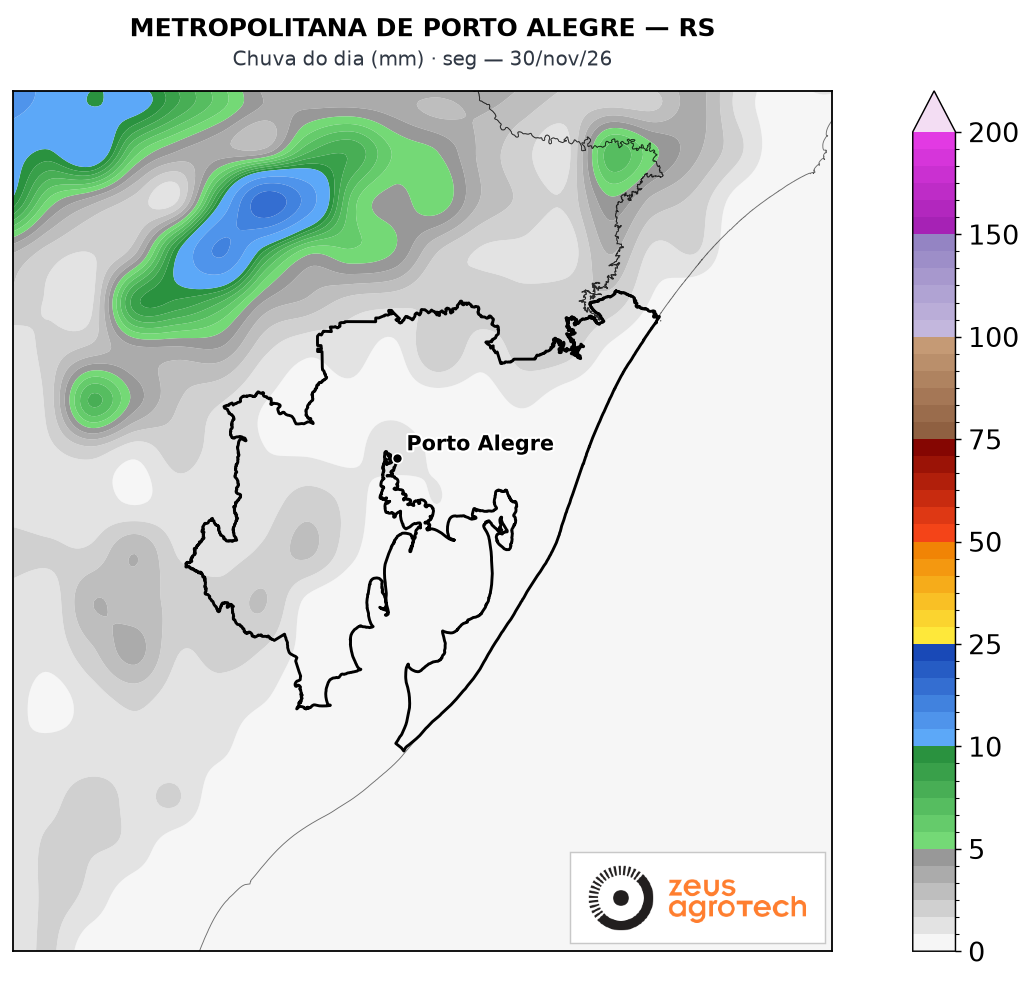 METROPOLITANA DE PORTO ALEGRE — RS
Chuva do dia (mm) · seg — 30/nov/26
200
150
100
75
50
25
10
5
0
Porto Alegre
zeus
agrotech